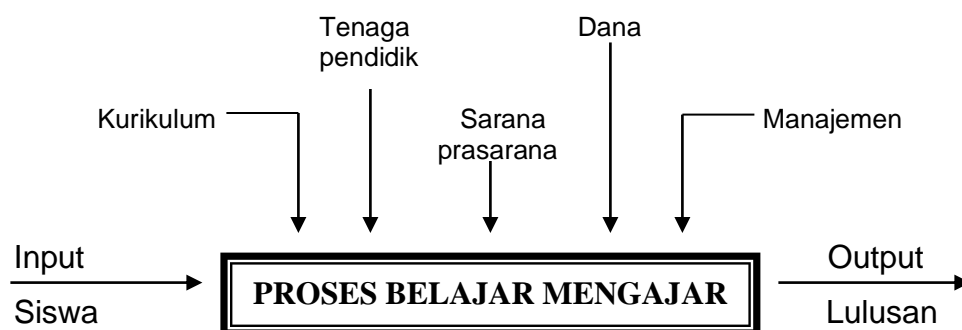 Tenaga
pendidik
Dana
Kurikulum
Sarana
prasarana
Manajemen
Input
Siswa
PROSES BELAJAR MENGAJAR
Output
Lulusan